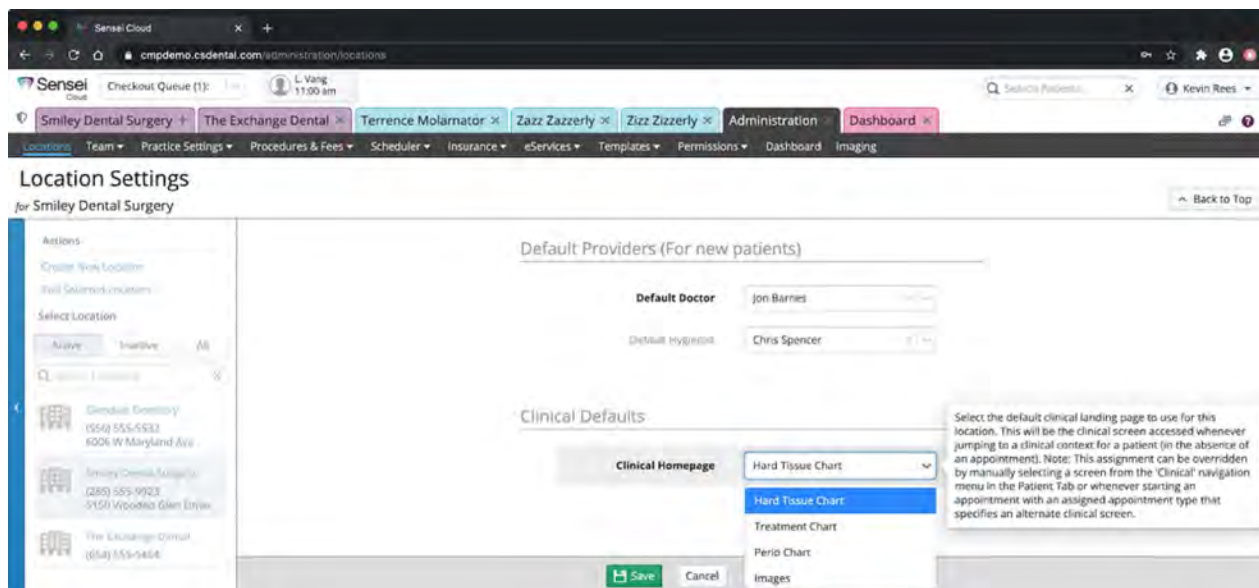 Sensei Cloud
cmpdemo.csdental.com/administration/locations
Sensei
Cloud
Checkout Queue (1):
L. Vang
11:00 am
Search Patients
Kevin Rees
Smiley Dental Surgery
The Exchange Dental
Terrence Molarnator
Zazz Zazzerly
Zizz Zizzerly
Administration
Dashboard
Locations Team Practice Settings Procedures & Fees Scheduler Insurance eServices Templates Permissions Dashboard Imaging
Location Settings
for Smiley Dental Surgery
Back to Top
Actions
Create New Location
Edit Selected Location
Select Location
Active Inactive All
Glendale Dentistry
(550) 555-5532
6006 W Maryland Ave
Smiley Dental Surgery
(285) 555-9923
5150 Wooded Glen Drive
The Exchange Dental
(654) 555-5464
Default Providers (For new patients)
Default Doctor Jon Barnes
Default Hygienist Chris Spencer
Clinical Defaults
Clinical Homepage Hard Tissue Chart
Hard Tissue Chart
Treatment Chart
Perio Chart
Images
Select the default clinical landing page to use for this
location. This will be the clinical screen accessed whenever
jumping to a clinical context for a patient (in the absence of
an appointment). Note: This assignment can be overridden
by manually selecting a screen from the 'Clinical' navigation
menu in the Patient Tab or whenever starting an
appointment with an assigned appointment type that
specifies an alternate clinical screen.
Save Cancel